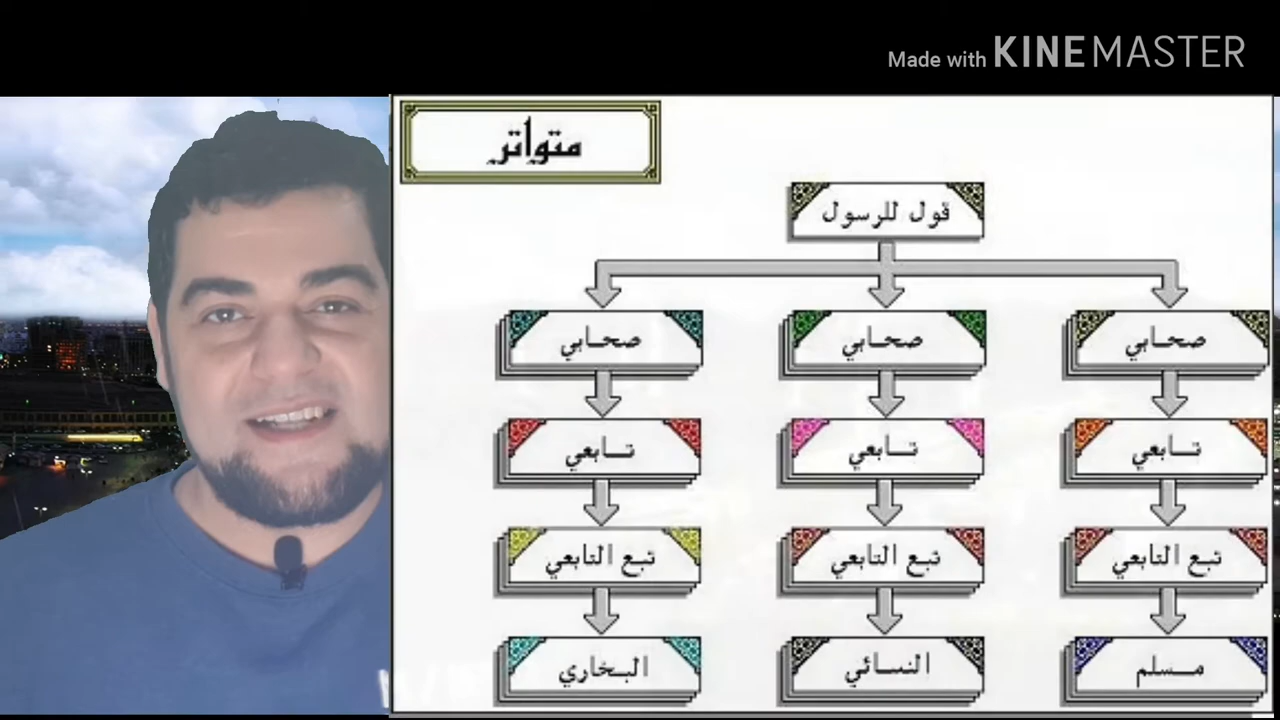 Made with KINEMASTER
متواتر
قول للرسول
صحابي صحابي صحابي
تابعي تابعي تابعي
تبع التابعي تبع التابعي تبع التابعي
مسلم النسائي البخاري